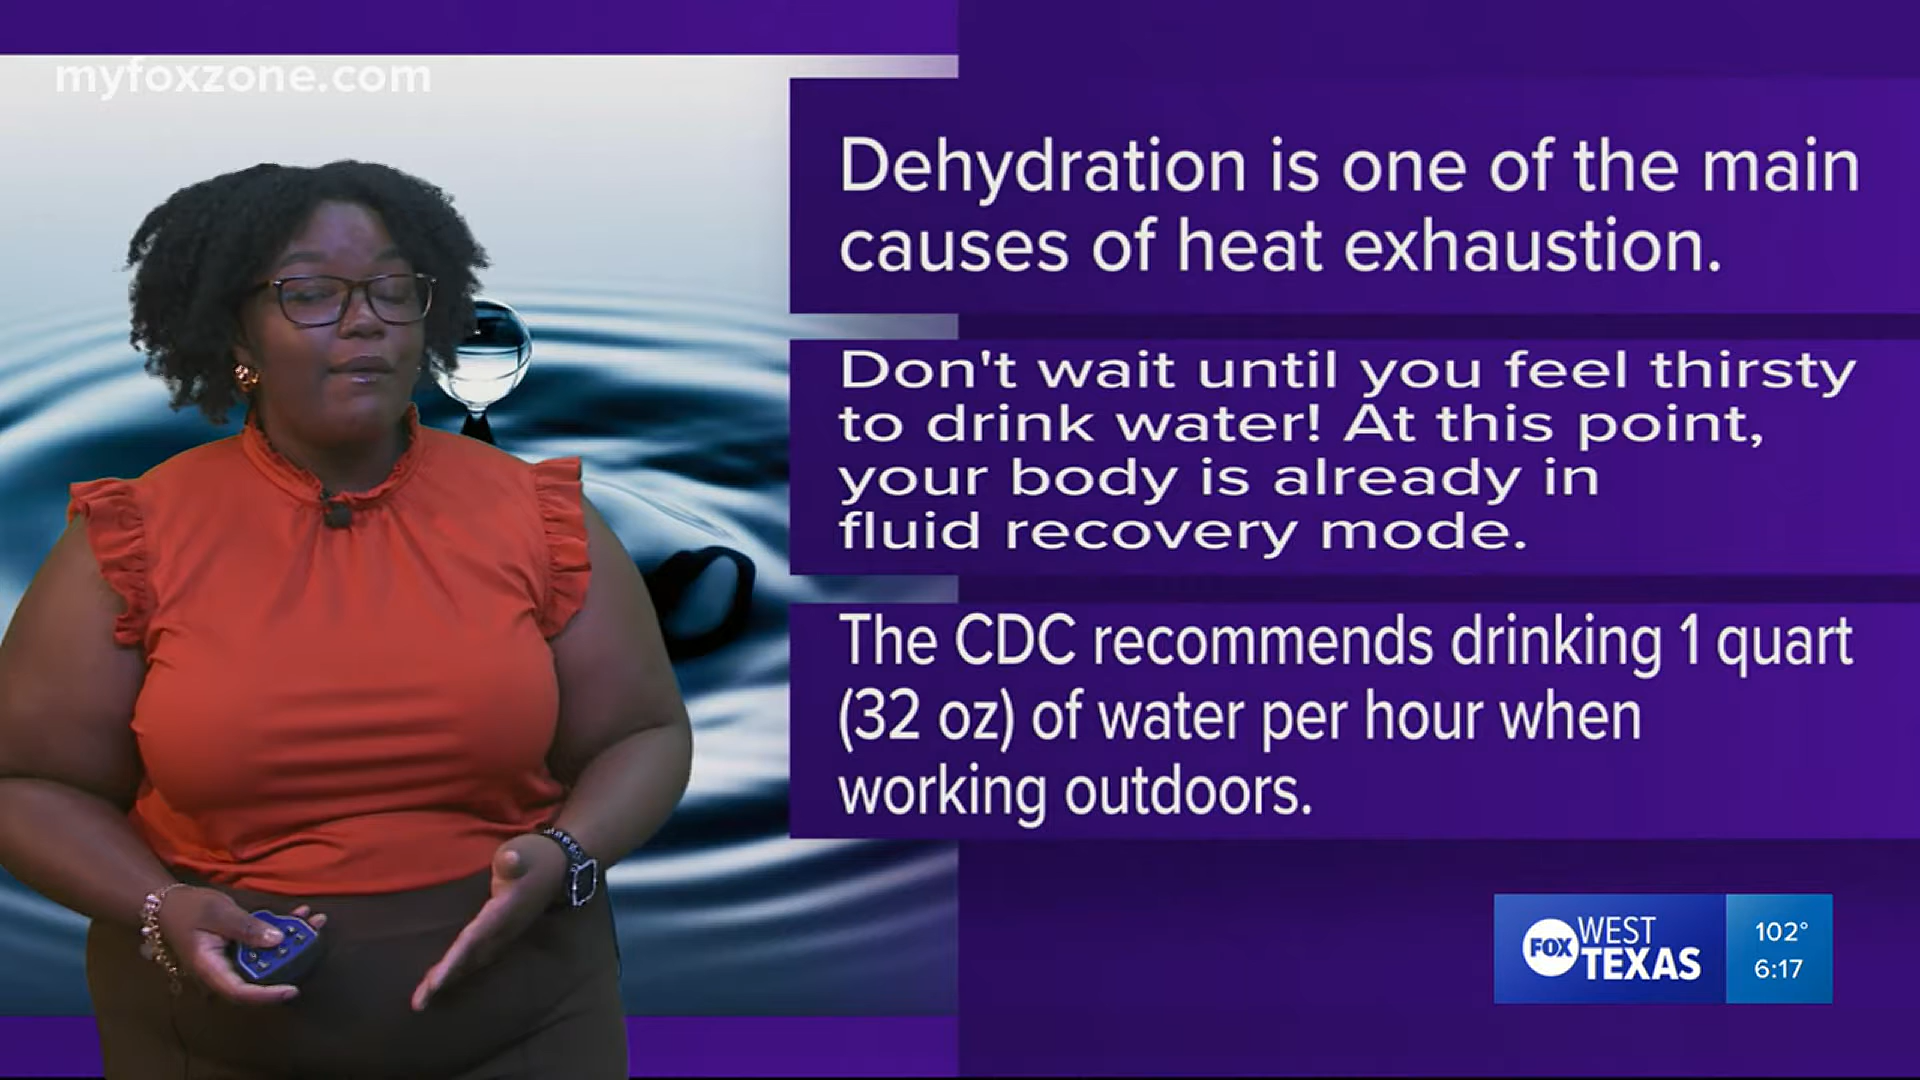 myfoxzone.com
Dehydration is one of the main
causes of heat exhaustion.
Don't wait until you feel thirsty
to drink water! At this point,
your body is already in
fluid recovery mode.
The CDC recommends drinking 1 quart
(32 oz) of water per hour when
working outdoors.
FOX WEST TEXAS
102°
6:17